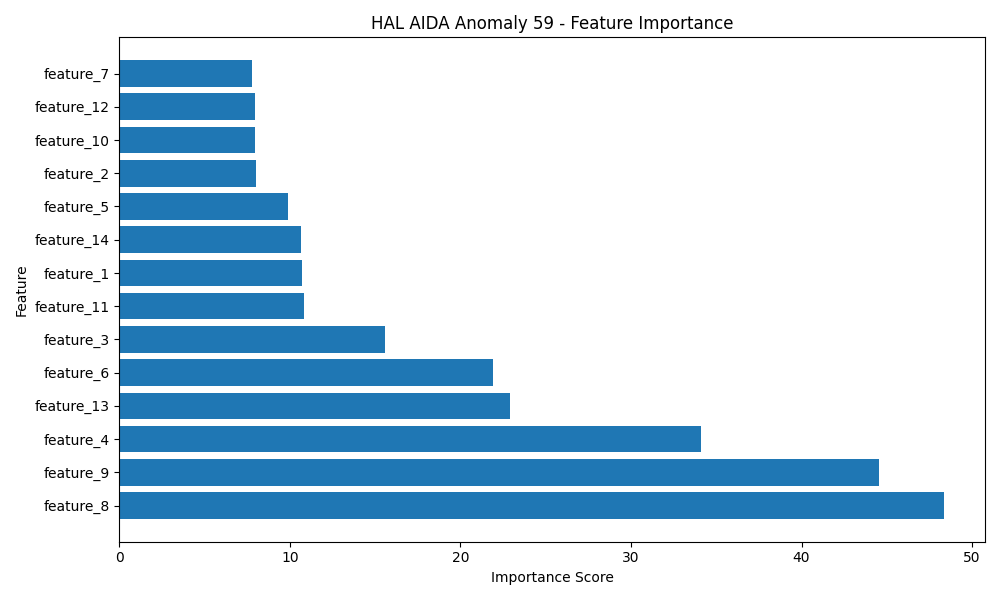 HAL AIDA Anomaly 59 - Feature Importance
feature_7
feature_12
feature_10
feature_2
feature_5
feature_14
feature_1
feature_11
feature_3
feature_6
feature_13
feature_4
feature_9
feature_8
Feature
0 10 20 30 40 50
Importance Score